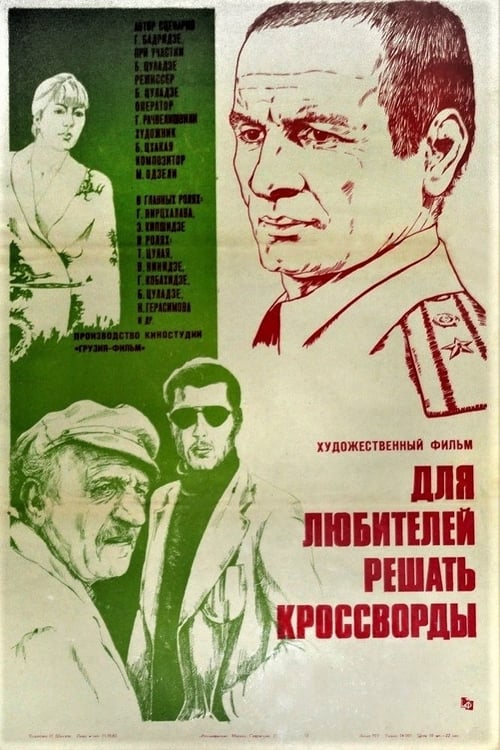 АВТОР СЦЕНАРИЯ
Г. БАДРИДЗЕ
ПРИ УЧАСТИИ
Б. ЦУЛАДЗЕ
РЕЖИССЕР
Б. ЦУЛАДЗЕ
ОПЕРАТОР
Г. РАЧВЕЛИШВИЛИ
ХУДОЖНИК
Б. ЦХАКАЯ
КОМПОЗИТОР
М. ОДЗЕЛИ
В ГЛАВНЫХ РОЛЯХ:
Г. ПИРЦХАЛАВА,
Э. КИПШИДЗЕ
В РОЛЯХ:
Т. ЦУЛАЯ,
В. НИНИДЗЕ,
Г. КОБАХИДЗЕ,
Б. ЦУЛАДЗЕ,
Н. ГЕРАСИМОВА
И ДР.
ПРОИЗВОДСТВО КИНОСТУДИИ
«ГРУЗИЯ-ФИЛЬМ»
ХУДОЖЕСТВЕННЫЙ ФИЛЬМ
ДЛЯ
ЛЮБИТЕЛЕЙ
РЕШАТЬ
КРОССВОРДЫ